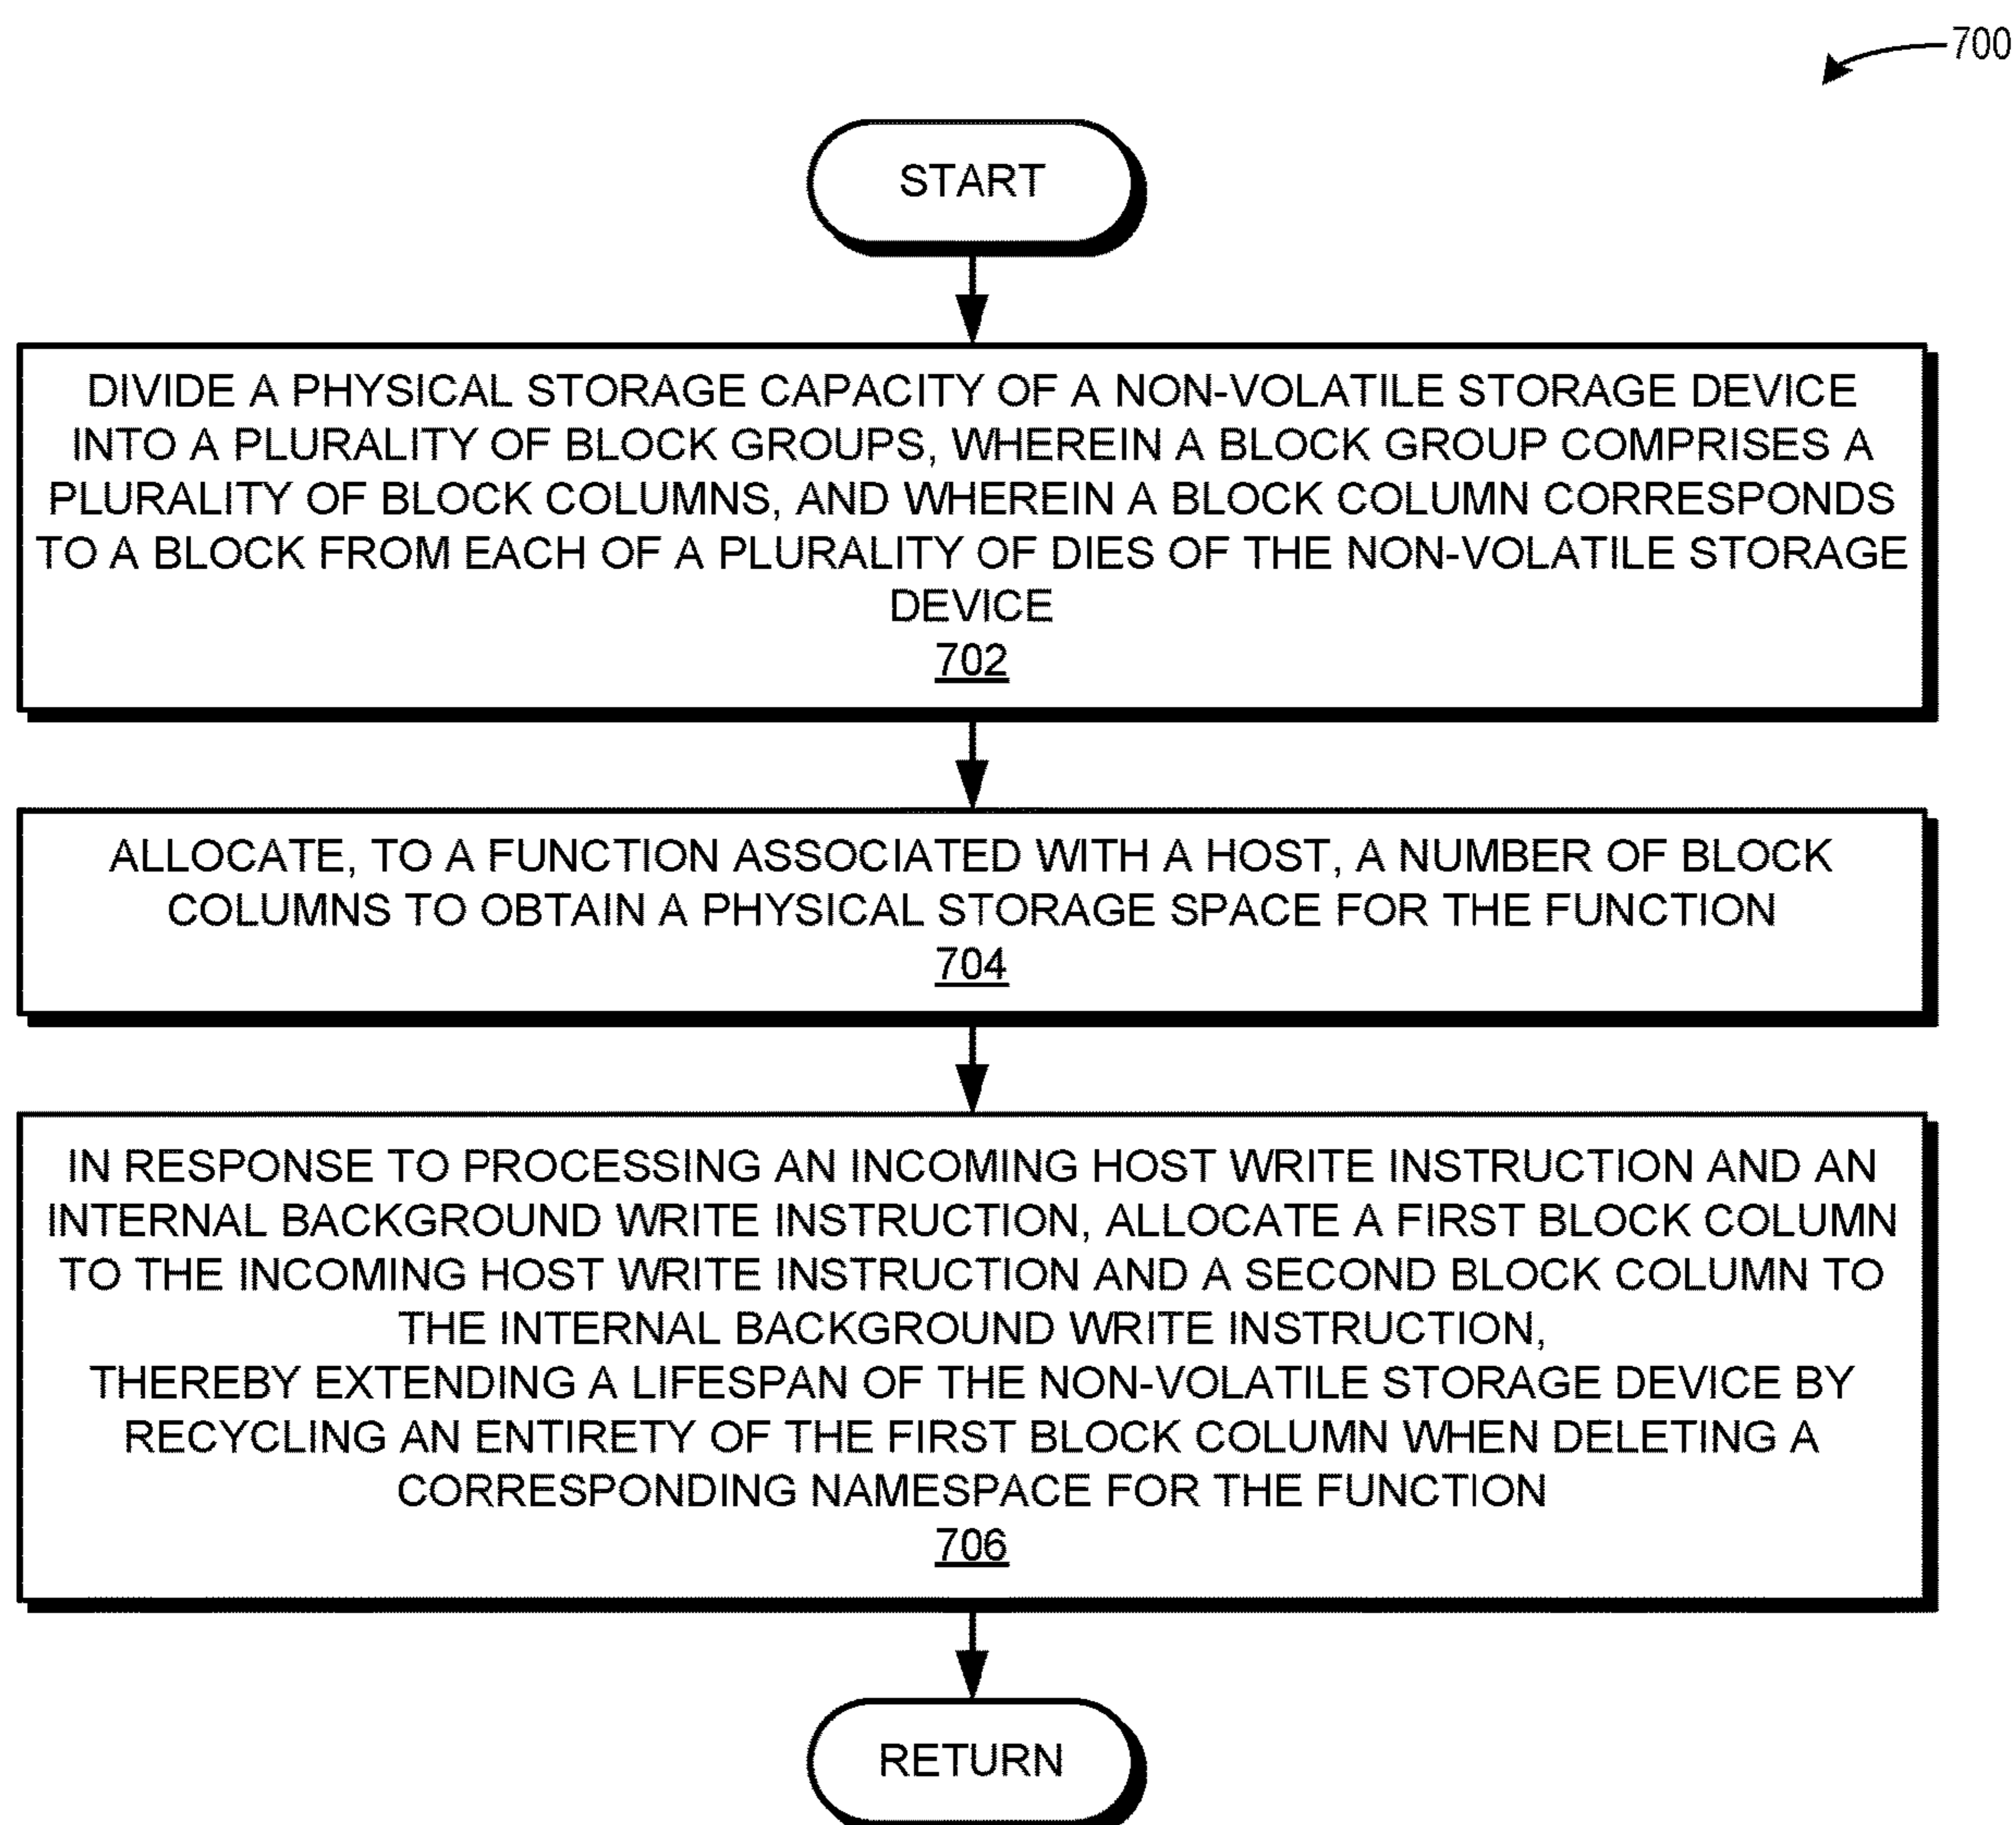 700
START
DIVIDE A PHYSICAL STORAGE CAPACITY OF A NON-VOLATILE STORAGE DEVICE
INTO A PLURALITY OF BLOCK GROUPS, WHEREIN A BLOCK GROUP COMPRISES A
PLURALITY OF BLOCK COLUMNS, AND WHEREIN A BLOCK COLUMN CORRESPONDS
TO A BLOCK FROM EACH OF A PLURALITY OF DIES OF THE NON-VOLATILE STORAGE
DEVICE
702
ALLOCATE, TO A FUNCTION ASSOCIATED WITH A HOST, A NUMBER OF BLOCK
COLUMNS TO OBTAIN A PHYSICAL STORAGE SPACE FOR THE FUNCTION
704
IN RESPONSE TO PROCESSING AN INCOMING HOST WRITE INSTRUCTION AND AN
INTERNAL BACKGROUND WRITE INSTRUCTION, ALLOCATE A FIRST BLOCK COLUMN
TO THE INCOMING HOST WRITE INSTRUCTION AND A SECOND BLOCK COLUMN TO
THE INTERNAL BACKGROUND WRITE INSTRUCTION,
THEREBY EXTENDING A LIFESPAN OF THE NON-VOLATILE STORAGE DEVICE BY
RECYCLING AN ENTIRETY OF THE FIRST BLOCK COLUMN WHEN DELETING A
CORRESPONDING NAMESPACE FOR THE FUNCTION
706
RETURN